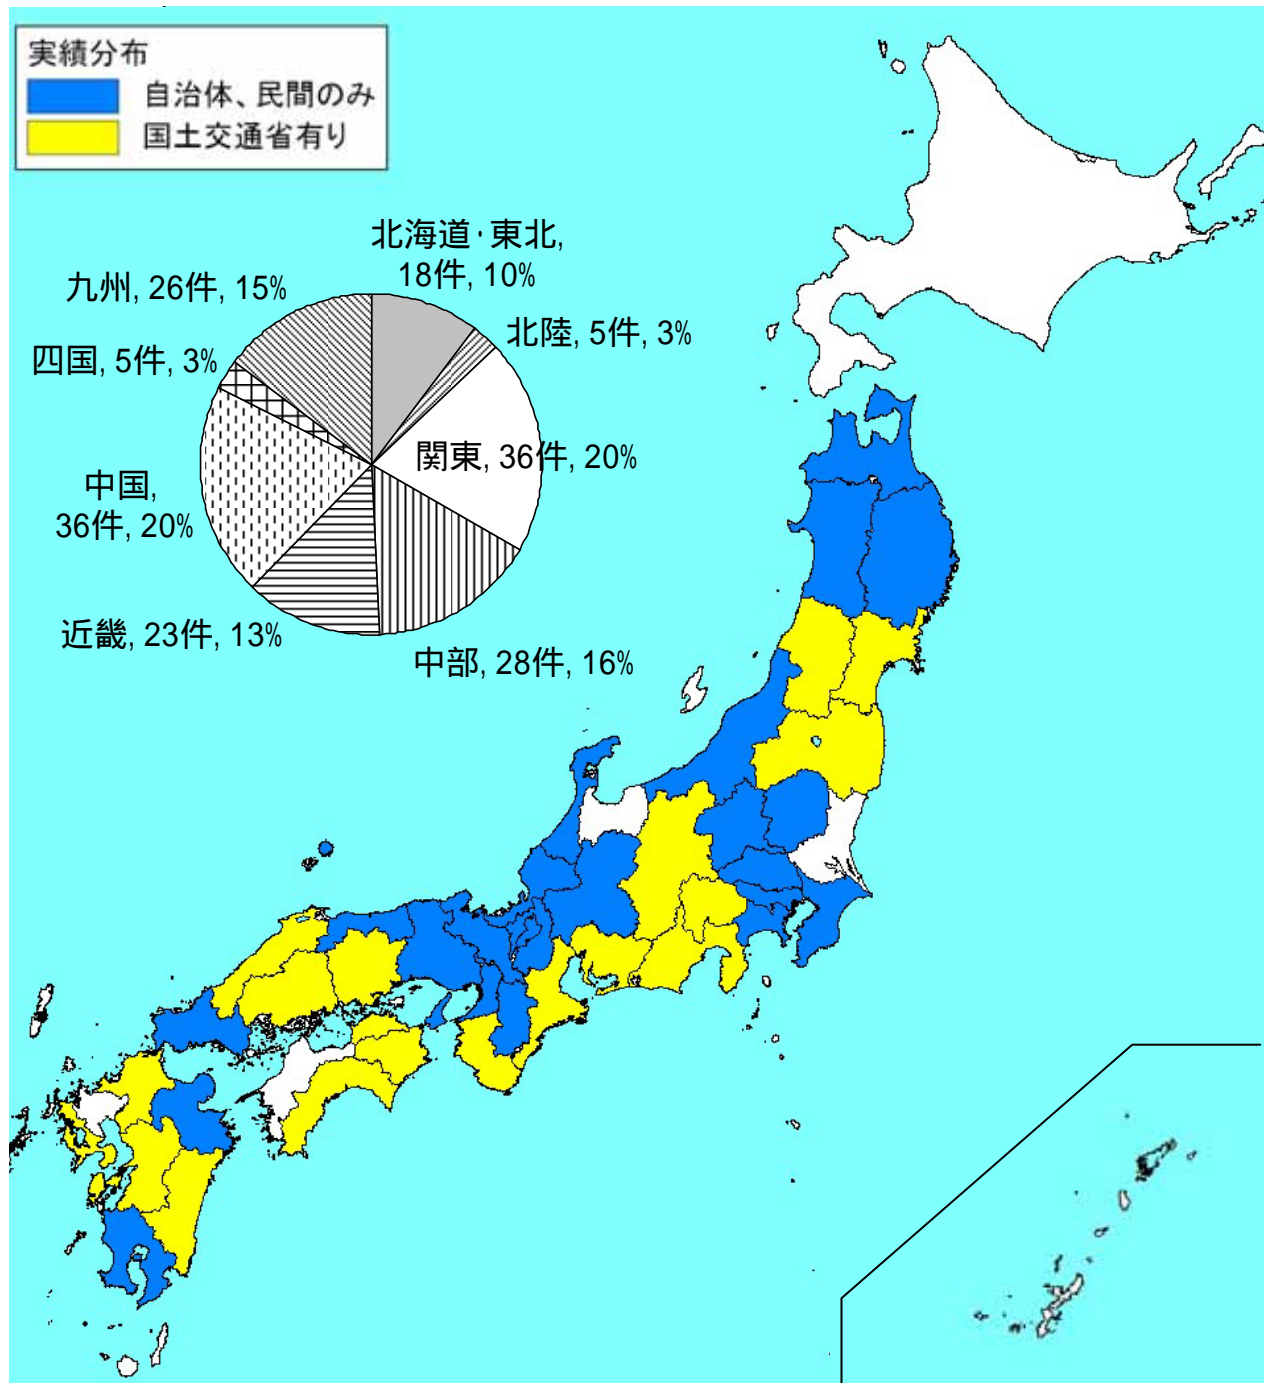 実績分布
自治体、民間のみ
国土交通省有り
北海道・東北,
18件, 10%
九州, 26件, 15%
北陸, 5件, 3%
四国, 5件, 3%
関東, 36件, 20%
中国,
36件, 20%
近畿, 23件, 13%
中部, 28件, 16%